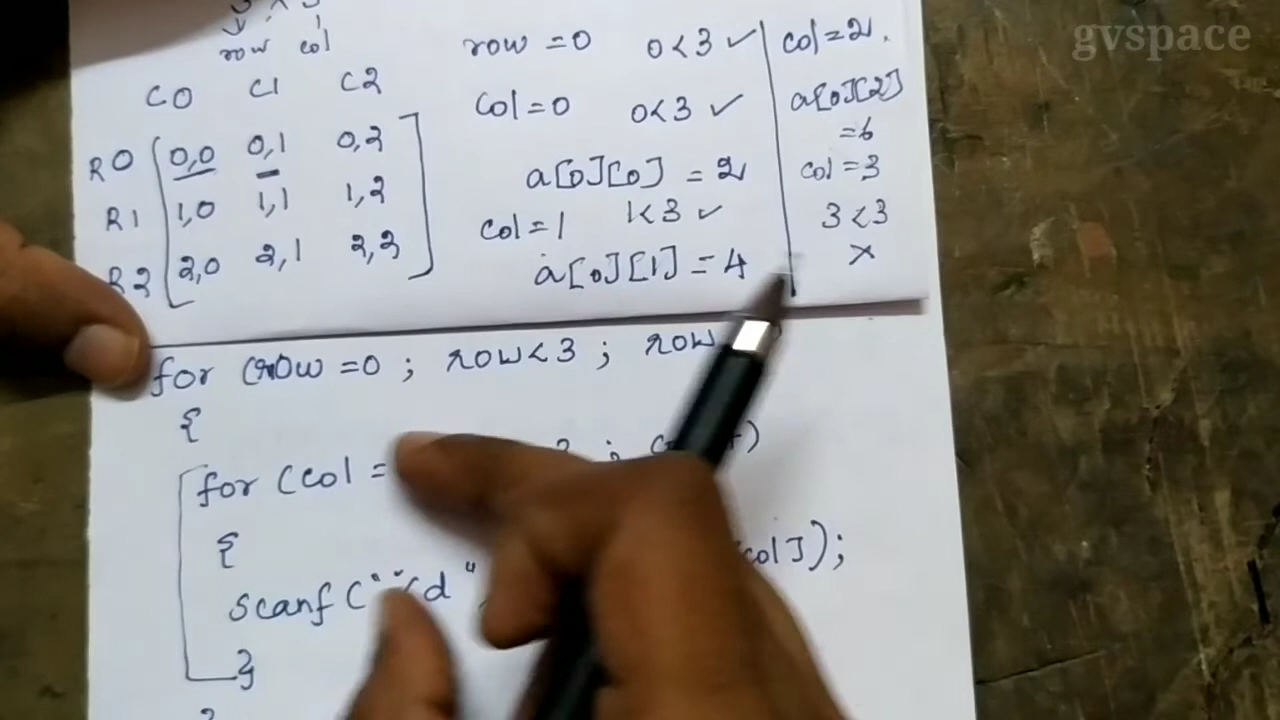 gvspace
row col
C0 C1 C2
R0 0,0 0,1 0,2
R1 1,0 1,1 1,2
R2 2,0 2,1 2,2
row = 0 0<3 ✓
col = 0 0<3 ✓
a[0][0] = 2
col = 1 1<3 ✓
a[0][1] = 4
col = 2.
a[0][2]
= 6
col = 3
3<3
×
for (row = 0 ; row < 3 ; row
{
for (col =
{
scanf ("%d"
col]);
}